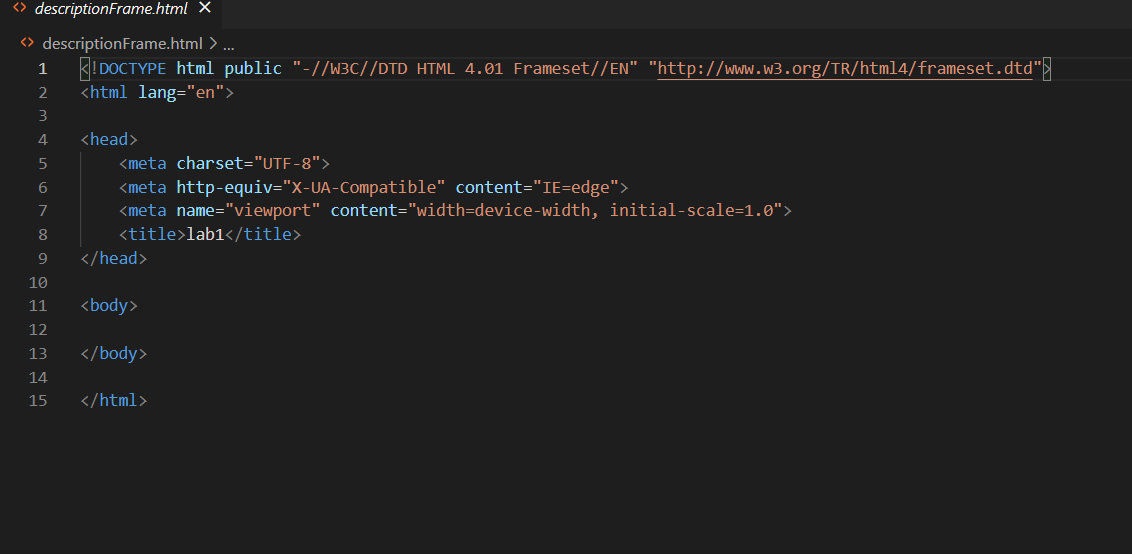 <> descriptionFrame.html ×
<> descriptionFrame.html > ...
1 <!DOCTYPE html public "-//W3C//DTD HTML 4.01 Frameset//EN" "http://www.w3.org/TR/html4/frameset.dtd">
2 <html lang="en">
3
4 <head>
5     <meta charset="UTF-8">
6     <meta http-equiv="X-UA-Compatible" content="IE=edge">
7     <meta name="viewport" content="width=device-width, initial-scale=1.0">
8     <title>lab1</title>
9 </head>
10
11 <body>
12
13 </body>
14
15 </html>